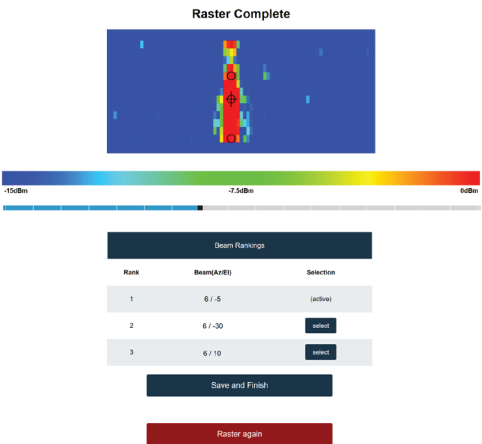 Raster Complete
-15dBm -7.5dBm 0dBm
Beam Rankings
Rank Beam(Az/El) Selection
1 6 / -5 (active)
2 6 / -30 select
3 6 / 10 select
Save and Finish
Raster again